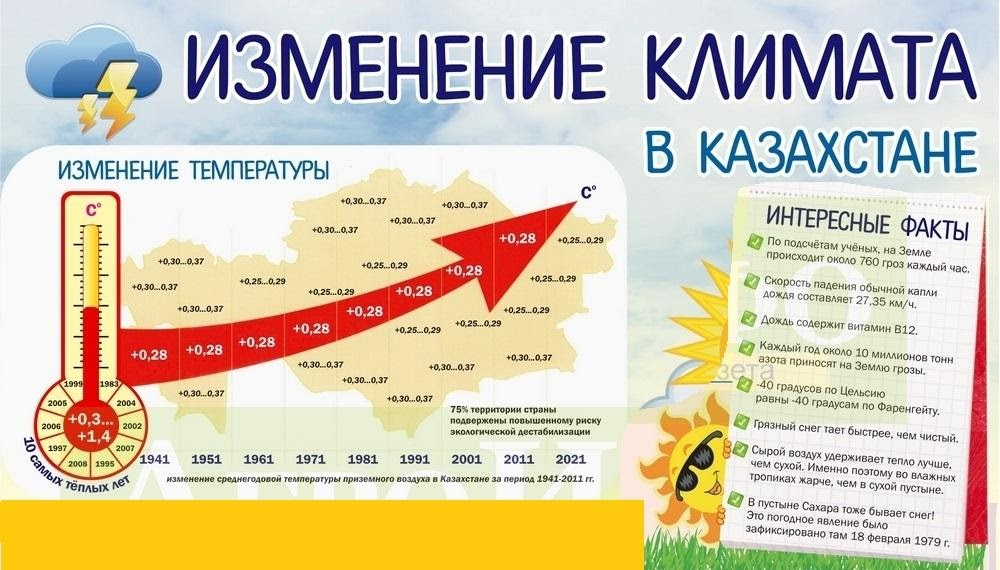 ИЗМЕНЕНИЕ КЛИМАТА
В КАЗАХСТАНЕ
ИЗМЕНЕНИЕ ТЕМПЕРАТУРЫ
C°
C°
+0,30...0,37
+0,30...0,37
+0,30...0,37
+0,30...0,37
+0,28
+0,25...0,29
+0,30...0,37
+0,25...0,29
+0,28
+0,30...0,37
+0,25...0,29
+0,25...0,29
+0,28
+0,25...0,29
+0,30...0,37
+0,28
+0,25...0,29
+0,28
+0,25...0,29
+0,25...0,29
+0,28
+0,28
+0,28
+0,30...0,37
+0,30...0,37
+0,30...0,37
+0,30...0,37
+0,30...0,37
+0,30...0,37
1999
1983
2005
2004
2006
2002
1997
2007
2008
1995
+0,3...
+1,4
10 самых тёплых лет
75% территории страны
подвержены повышенному риску
экологической дестабилизации
1941 1951 1961 1971 1981 1991 2001 2011 2021
изменение среднегодовой температуры приземного воздуха в Казахстане за период 1941-2011 гг.
ИНТЕРЕСНЫЕ ФАКТЫ
По подсчётам учёных, на Земле
происходит около 760 гроз каждый час.
Скорость падения обычной капли
дождя составляет 27,35 км/ч.
Дождь содержит витамин В12.
Каждый год около 10 миллионов тонн
азота приносят на Землю грозы.
-40 градусов по Цельсию
равны -40 градусам по Фаренгейту.
Грязный снег тает быстрее, чем чистый.
Сырой воздух удерживает тепло лучше,
чем сухой. Именно поэтому во влажных
тропиках жарче, чем в сухой пустыне.
В пустыне Сахара тоже бывает снег!
Это погодное явление было
зафиксировано там 18 февраля 1979 г.